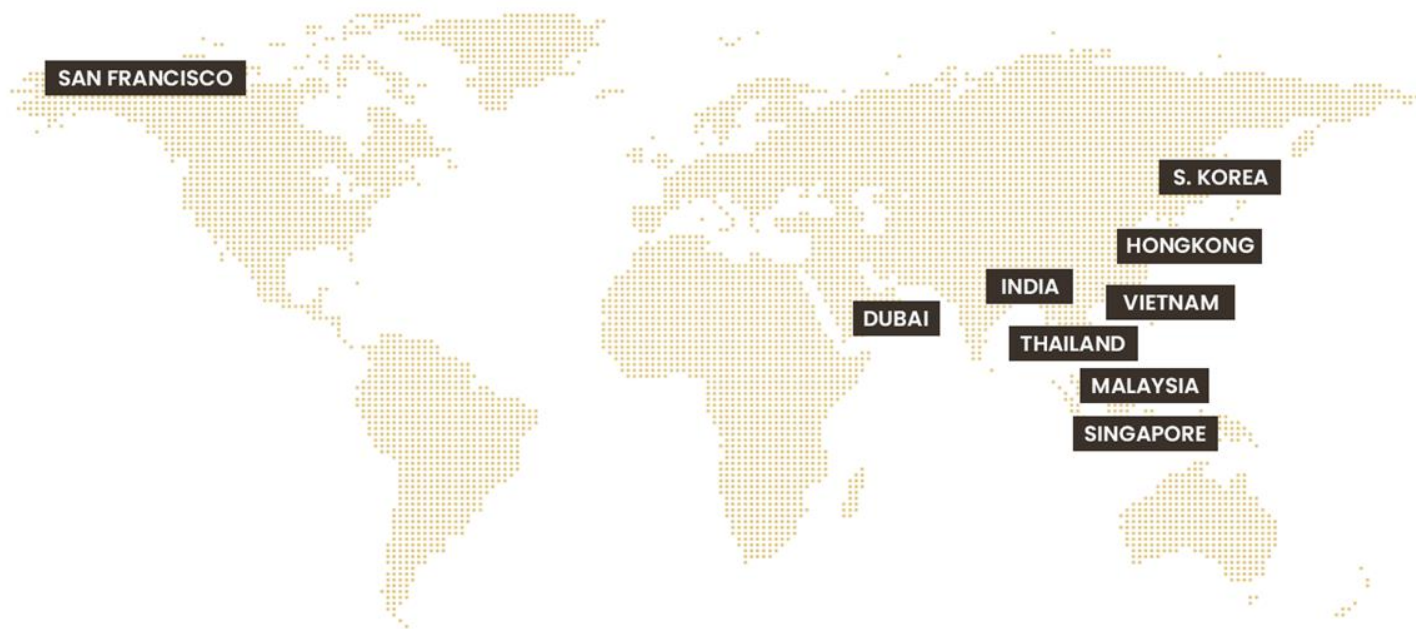 SAN FRANCISCO
S. KOREA
HONGKONG
INDIA
VIETNAM
DUBAI
THAILAND
MALAYSIA
SINGAPORE